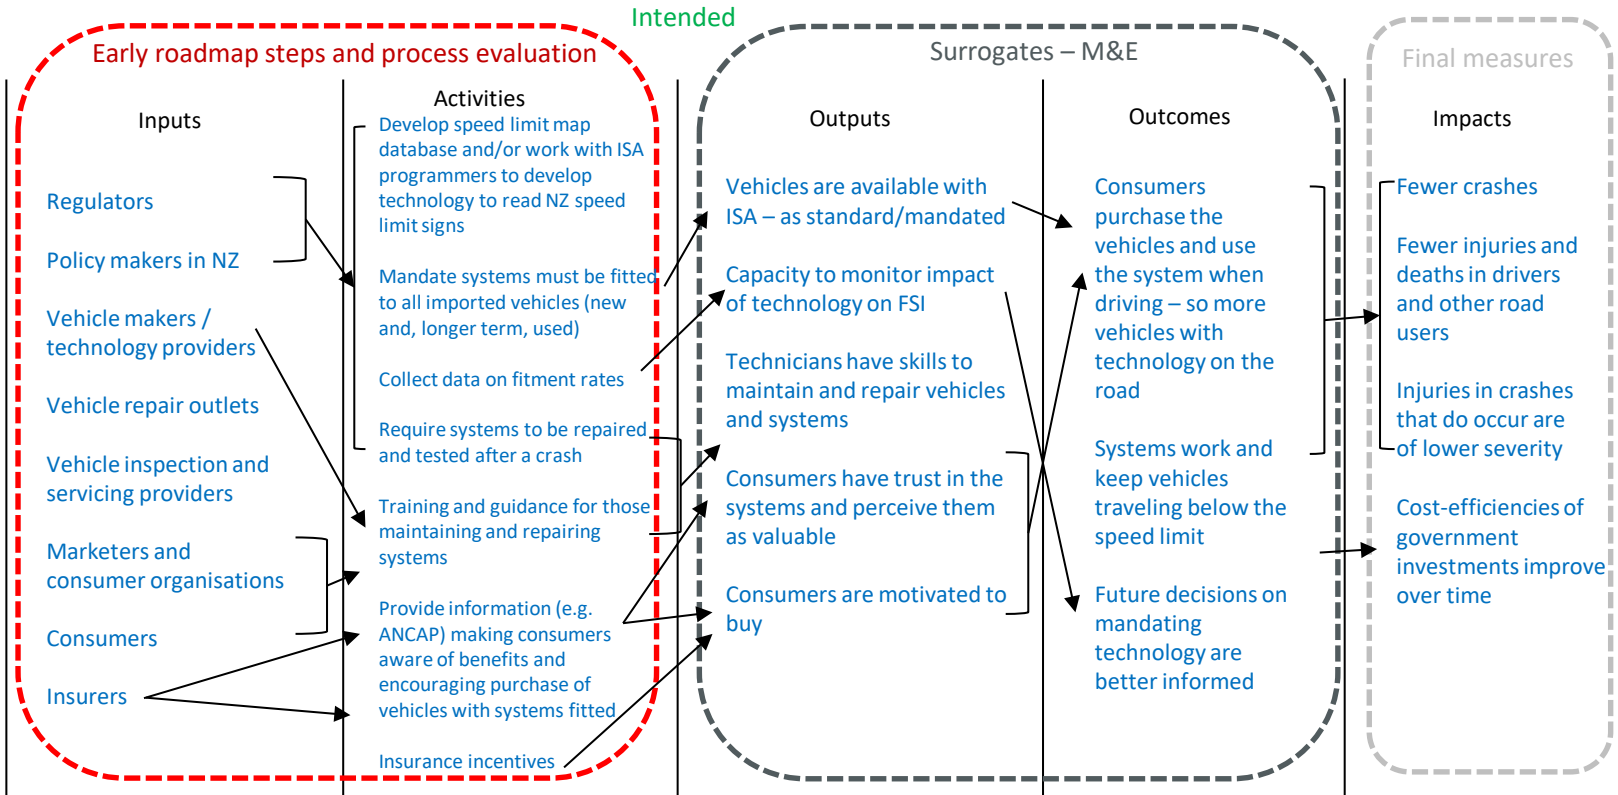 Intended
Early roadmap steps and process evaluation
Surrogates – M&E
Final measures
Inputs
Regulators
Policy makers in NZ
Vehicle makers /
technology providers
Vehicle repair outlets
Vehicle inspection and
servicing providers
Marketers and
consumer organisations
Consumers
Insurers
Activities
Develop speed limit map
database and/or work with ISA
programmers to develop
technology to read NZ speed
limit signs
Mandate systems must be fitted
to all imported vehicles (new
and, longer term, used)
Collect data on fitment rates
Require systems to be repaired
and tested after a crash
Training and guidance for those
maintaining and repairing
systems
Provide information (e.g.
ANCAP) making consumers
aware of benefits and
encouraging purchase of
vehicles with systems fitted
Insurance incentives
Outputs
Vehicles are available with
ISA – as standard/mandated
Capacity to monitor impact
of technology on FSI
Technicians have skills to
maintain and repair vehicles
and systems
Consumers have trust in the
systems and perceive them
as valuable
Consumers are motivated to
buy
Outcomes
Consumers
purchase the
vehicles and use
the system when
driving – so more
vehicles with
technology on the
road
Systems work and
keep vehicles
traveling below the
speed limit
Future decisions on
mandating
technology are
better informed
Impacts
Fewer crashes
Fewer injuries and
deaths in drivers
and other road
users
Injuries in crashes
that do occur are
of lower severity
Cost-efficiencies of
government
investments improve
over time